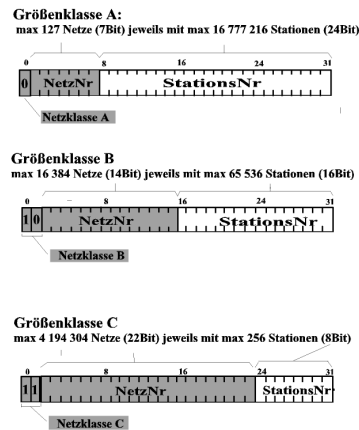 Größenklasse A:
max 127 Netze (7Bit) jeweils mit max 16 777 216 Stationen (24Bit)
0 8 16 24 31
0 NetzNr StationsNr
Netzklasse A
Größenklasse B
max 16 384 Netze (14Bit) jeweils mit max 65 536 Stationen (16Bit)
0 8 16 24 31
1 0 NetzNr StationsNr
Netzklasse B
Größenklasse C
max 4 194 304 Netze (22Bit) jeweils mit max 256 Stationen (8Bit)
0 8 16 24 31
1 1 NetzNr StationsNr
Netzklasse C